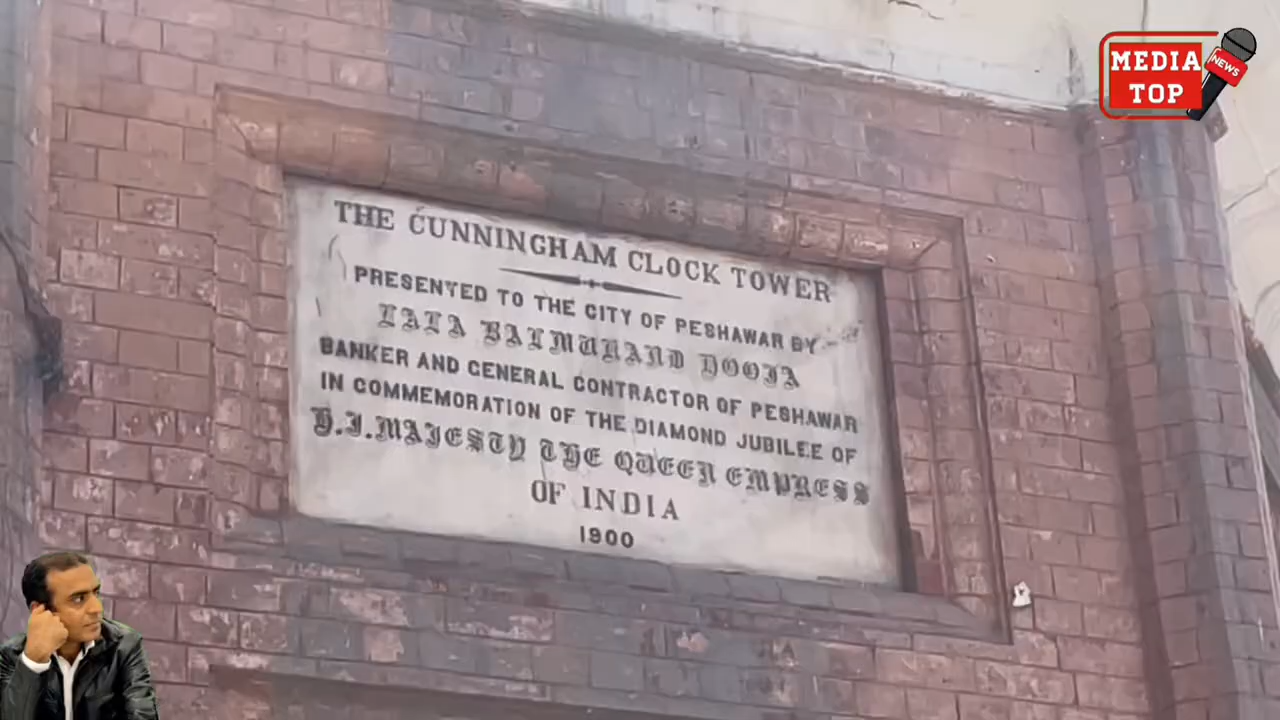 MEDIA
TOP
NEWS
THE CUNNINGHAM CLOCK TOWER
PRESENTED TO THE CITY OF PESHAWAR BY
LALA BALMUKAND HOOJA
BANKER AND GENERAL CONTRACTOR OF PESHAWAR
IN COMMEMORATION OF THE DIAMOND JUBILEE OF
H.I.MAJESTY THE QUEEN EMPRESS
OF INDIA
1900